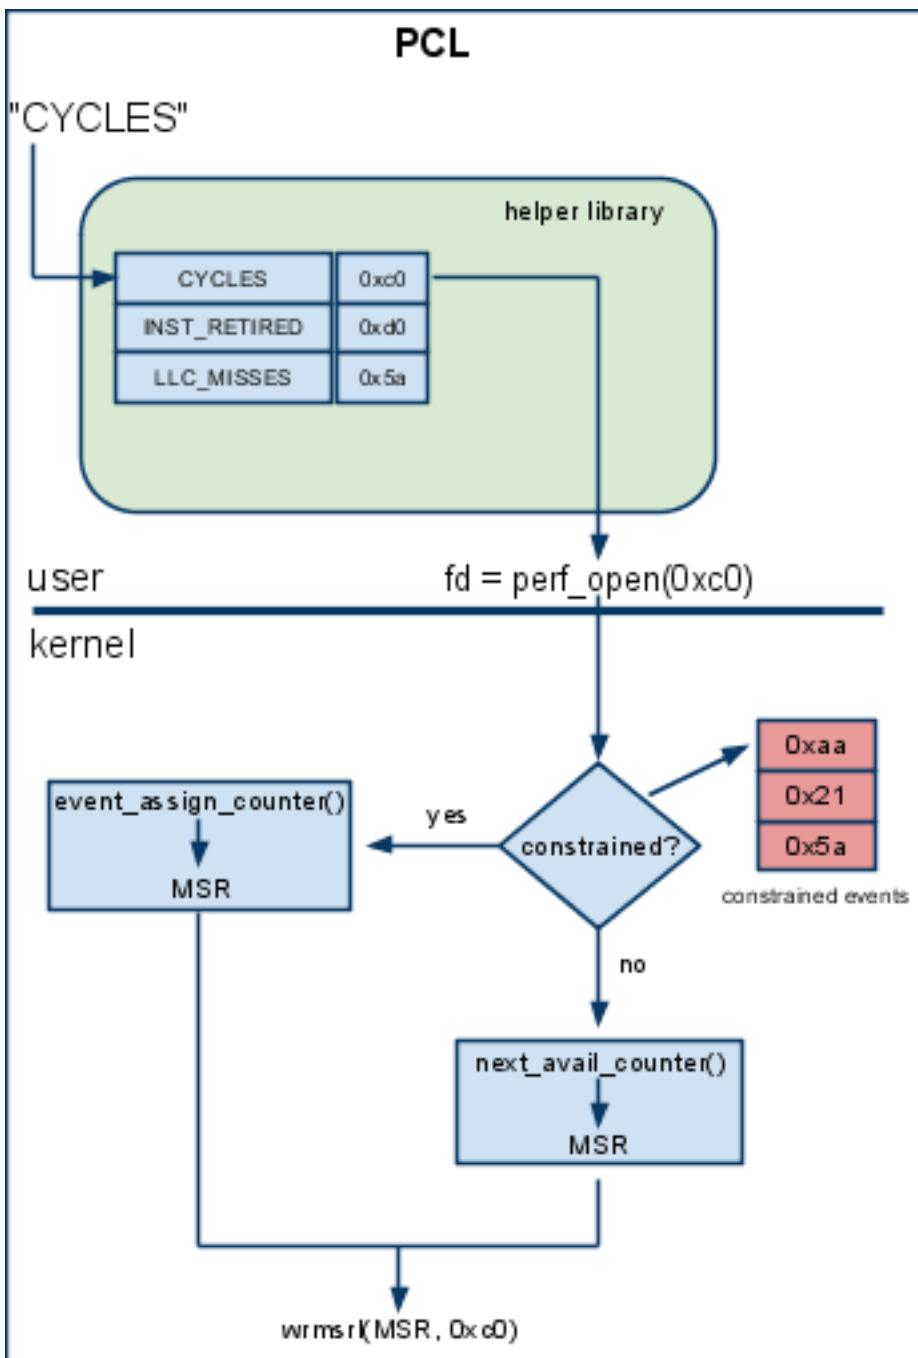 PCL
"CYCLES"
helper library
CYCLES 0xc0
INST_RETIRED 0xd0
LLC_MISSES 0x5a
user
fd = perf_open(0xc0)
kernel
0xaa
0x21
0x5a
constrained events
event_assign_counter()
MSR
yes
constrained?
no
next_avail_counter()
MSR
wrmsrl(MSR, 0xc0)